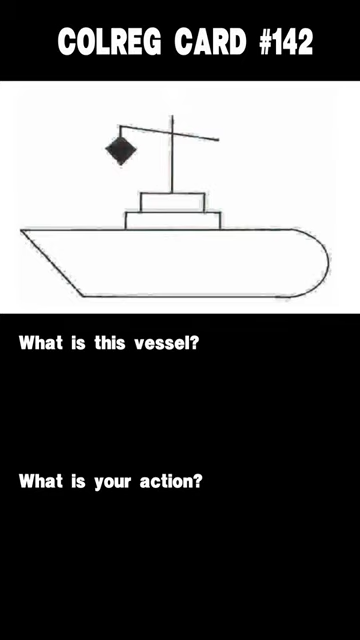 COLREG CARD #142
What is this vessel?
What is your action?